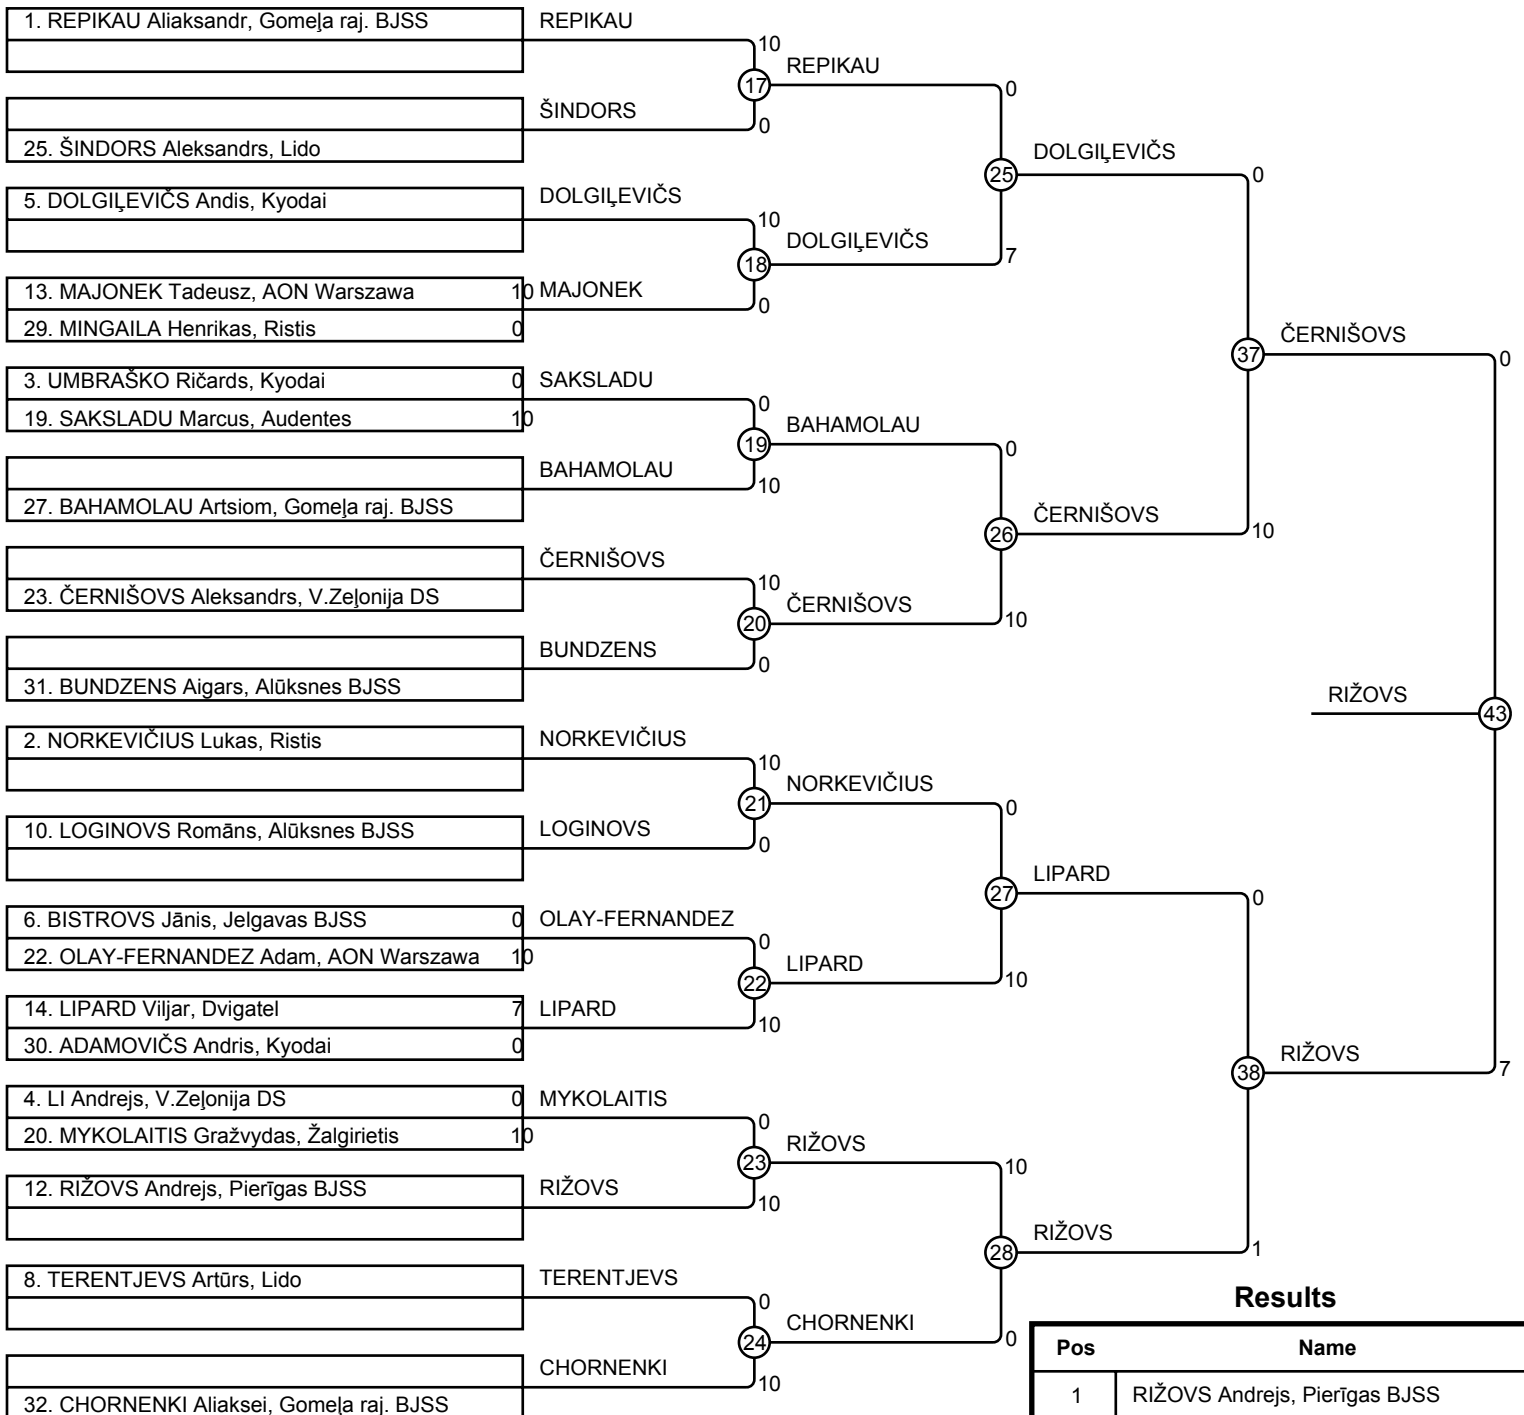 1. REPIKAU Aliaksandr, Gomeļa raj. BJSS REPIKAU
10
17 REPIKAU
ŠINDORS 0
0
25. ŠINDORS Aleksandrs, Lido
25 DOLGIĻEVIČS
0
5. DOLGIĻEVIČS Andis, Kyodai DOLGIĻEVIČS
10
18 DOLGIĻEVIČS
7
13. MAJONEK Tadeusz, AON Warszawa 10 MAJONEK
0
29. MINGAILA Henrikas, Ristis 0
37 ČERNIŠOVS
0
3. UMBRAŠKO Ričards, Kyodai 0 SAKSLADU
0
19. SAKSLADU Marcus, Audentes 10
19 BAHAMOLAU
0
BAHAMOLAU
10
27. BAHAMOLAU Artsiom, Gomeļa raj. BJSS
26 ČERNIŠOVS
10
ČERNIŠOVS
10
23. ČERNIŠOVS Aleksandrs, V.Zeļonija DS
20 ČERNIŠOVS
10
BUNDZENS
0
31. BUNDZENS Aigars, Alūksnes BJSS
RIŽOVS 43
2. NORKEVIČIUS Lukas, Ristis NORKEVIČIUS
10
21 NORKEVIČIUS
0
10. LOGINOVS Romāns, Alūksnes BJSS LOGINOVS
0
27 LIPARD
0
6. BISTROVS Jānis, Jelgavas BJSS 0 OLAY-FERNANDEZ
0
22. OLAY-FERNANDEZ Adam, AON Warszawa 10
22 LIPARD
10
14. LIPARD Viljar, Dvigatel 7 LIPARD
10
30. ADAMOVIČS Andris, Kyodai 0
38 RIŽOVS
7
4. LI Andrejs, V.Zeļonija DS 0 MYKOLAITIS
0
20. MYKOLAITIS Gražvydas, Žalgirietis 10
23 RIŽOVS
10
12. RIŽOVS Andrejs, Pierīgas BJSS RIŽOVS
10
28 RIŽOVS
1
8. TERENTJEVS Artūrs, Lido TERENTJEVS
0
24 CHORNENKI
0
CHORNENKI
10
32. CHORNENKI Aliaksei, Gomeļa raj. BJSS
Results
Pos Name
1 RIŽOVS Andrejs, Pierīgas BJSS